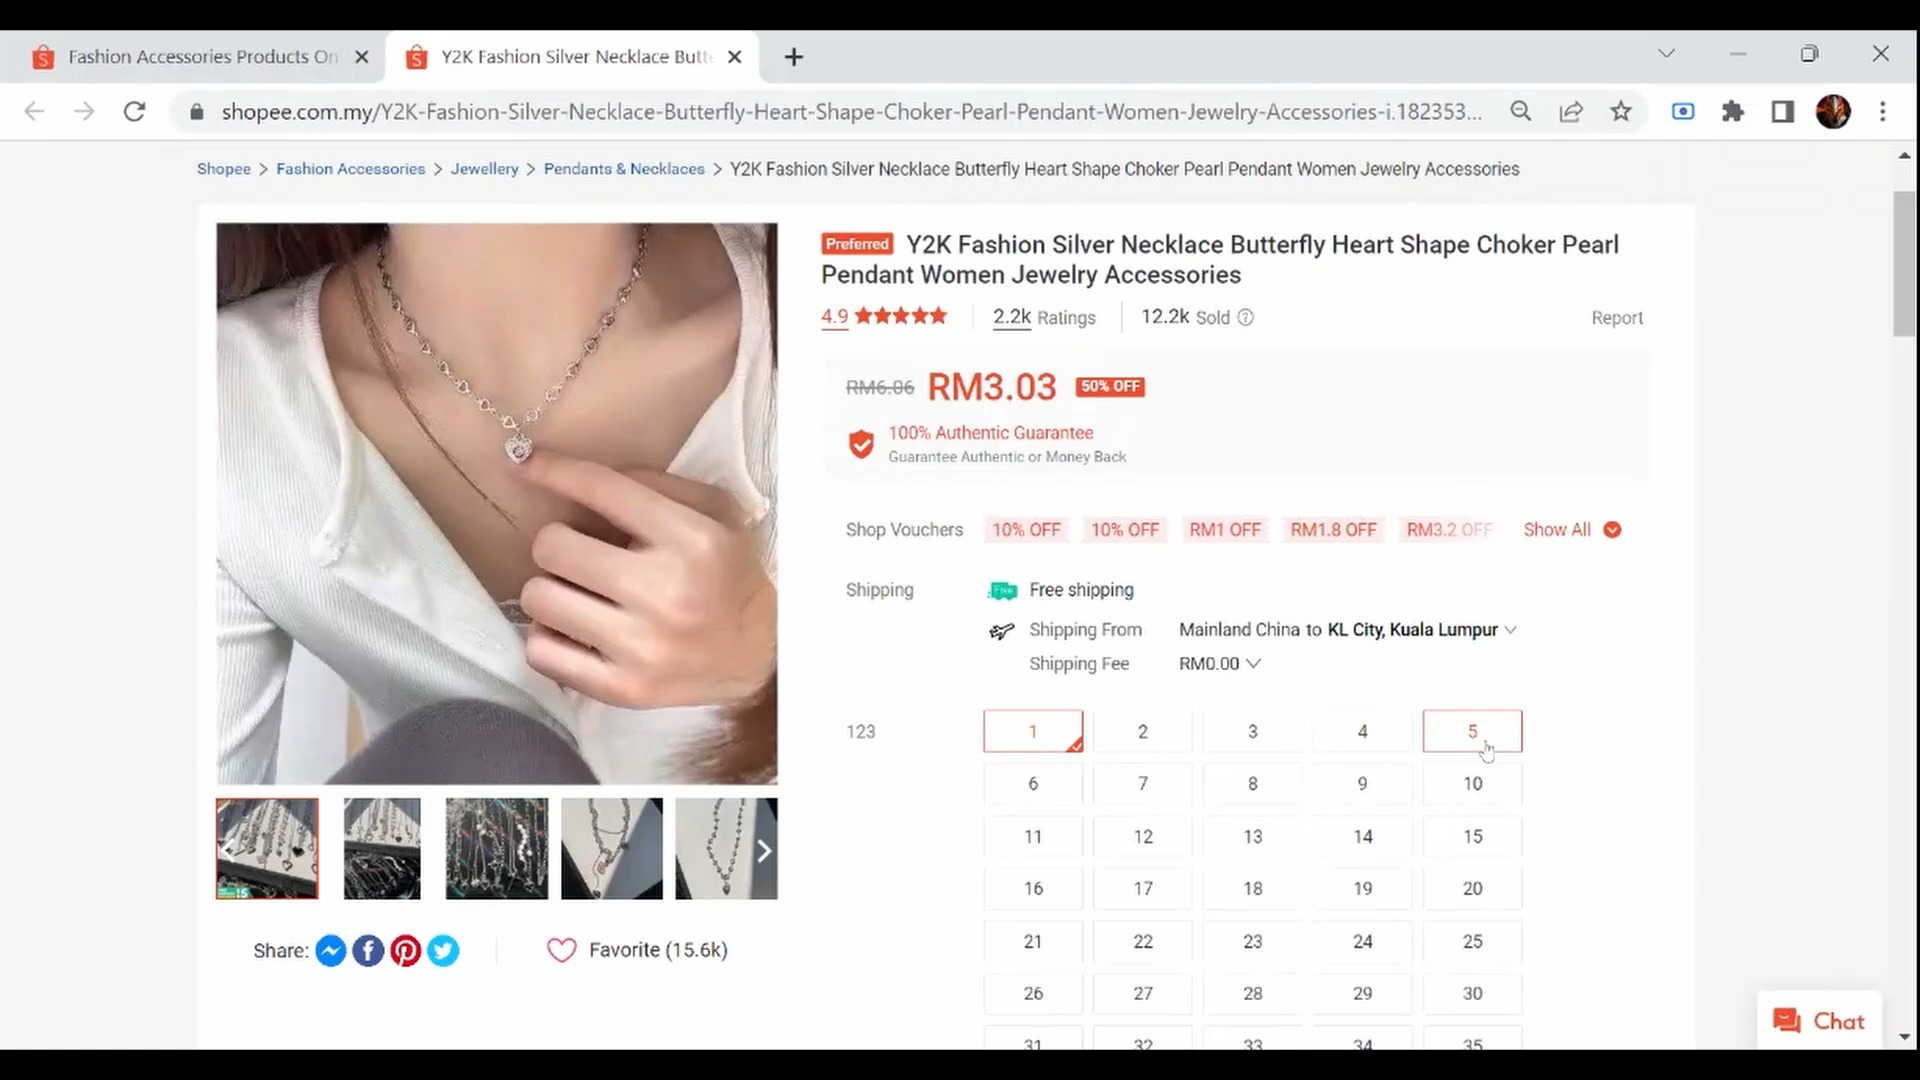 Fashion Accessories Products On
Y2K Fashion Silver Necklace Butt
shopee.com.my/Y2K-Fashion-Silver-Necklace-Butterfly-Heart-Shape-Choker-Pearl-Pendant-Women-Jewelry-Accessories-i.182353...
Shopee > Fashion Accessories > Jewellery > Pendants & Necklaces > Y2K Fashion Silver Necklace Butterfly Heart Shape Choker Pearl Pendant Women Jewelry Accessories
Preferred Y2K Fashion Silver Necklace Butterfly Heart Shape Choker Pearl
Pendant Women Jewelry Accessories
4.9 2.2k Ratings 12.2k Sold Report
RM6.06 RM3.03 50% OFF
100% Authentic Guarantee
Guarantee Authentic or Money Back
Shop Vouchers 10% OFF 10% OFF RM1 OFF RM1.8 OFF RM3.2 OFF Show All
Shipping Free shipping
Shipping From Mainland China to KL City, Kuala Lumpur
Shipping Fee RM0.00
123 1 2 3 4 5
6 7 8 9 10
11 12 13 14 15
16 17 18 19 20
21 22 23 24 25
26 27 28 29 30
31 32 33 34 35
Share: Favorite (15.6k)
Chat